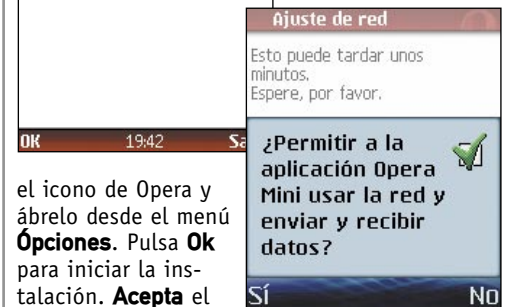 OK 19:42
el icono de Opera y
ábrelo desde el menú
Ópciones. Pulsa Ok
para iniciar la ins-
talación. Acepta el
Ajuste de red
Esto puede tardar unos
minutos.
Espere, por favor.
¿Permitir a la
aplicación Opera
Mini usar la red y
enviar y recibir
datos?
Sí No